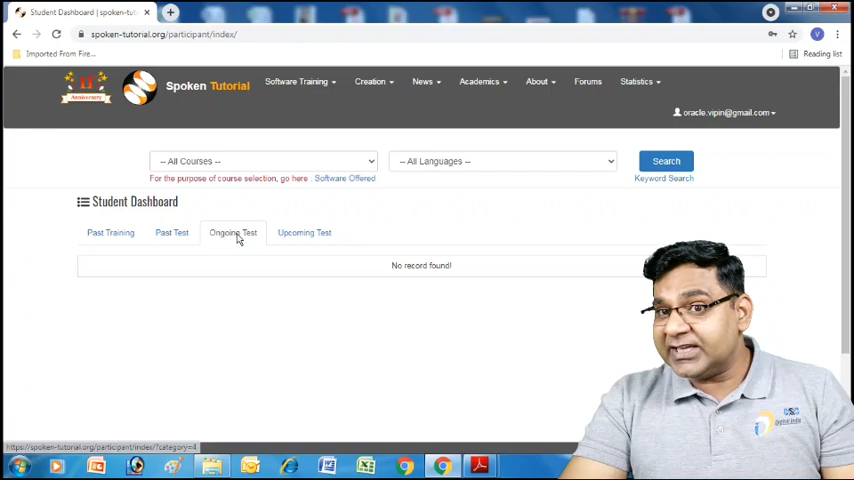 Student Dashboard | spoken-tut
spoken-tutorial.org/participant/index/
V
Imported From Fire...
Reading list
Anniversary
Spoken Tutorial
Software Training
Creation
News
Academics
About
Forums
Statistics
oracle.vipin@gmail.com
-- All Courses --
-- All Languages --
Search
For the purpose of course selection, go here : Software Offered
Keyword Search
Student Dashboard
Past Training
Past Test
Ongoing Test
Upcoming Test
No record found!
Digital India
https://spoken-tutorial.org/participant/index/?category=4